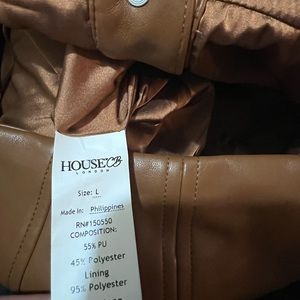 HOUSE CB
LONDON
Size: L
Made in: Philippines
RN#150550
COMPOSITION:
55% PU
45% Polyester
Lining
95% Polyester